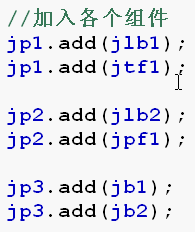 //加入各个组件
jp1.add(jlb1);
jp1.add(jtf1);
jp2.add(jlb2);
jp2.add(jpf1);
jp3.add(jb1);
jp3.add(jb2);